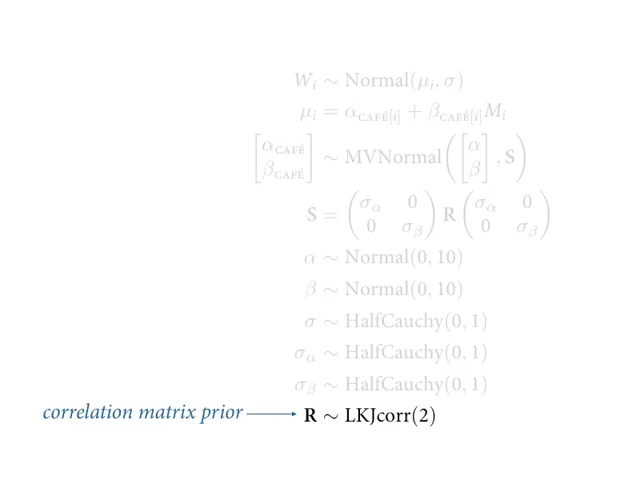 W_i ~ Normal(μ_i, σ)
μ_i = α_CAFÉ[i] + β_CAFÉ[i] M_i
[α_CAFÉ β_CAFÉ] ~ MVNormal([α β], S)
S = (σ_α 0 0 σ_β) R (σ_α 0 0 σ_β)
α ~ Normal(0, 10)
β ~ Normal(0, 10)
σ ~ HalfCauchy(0, 1)
σ_α ~ HalfCauchy(0, 1)
σ_β ~ HalfCauchy(0, 1)
correlation matrix prior → R ~ LKJcorr(2)